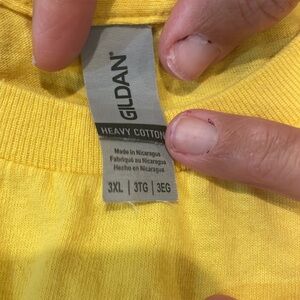 GILDAN®
HEAVY COTTON
Made in Nicaragua
Fabriqué au Nicaragua
Hecho en Nicaragua
3XL | 3TG | 3EG